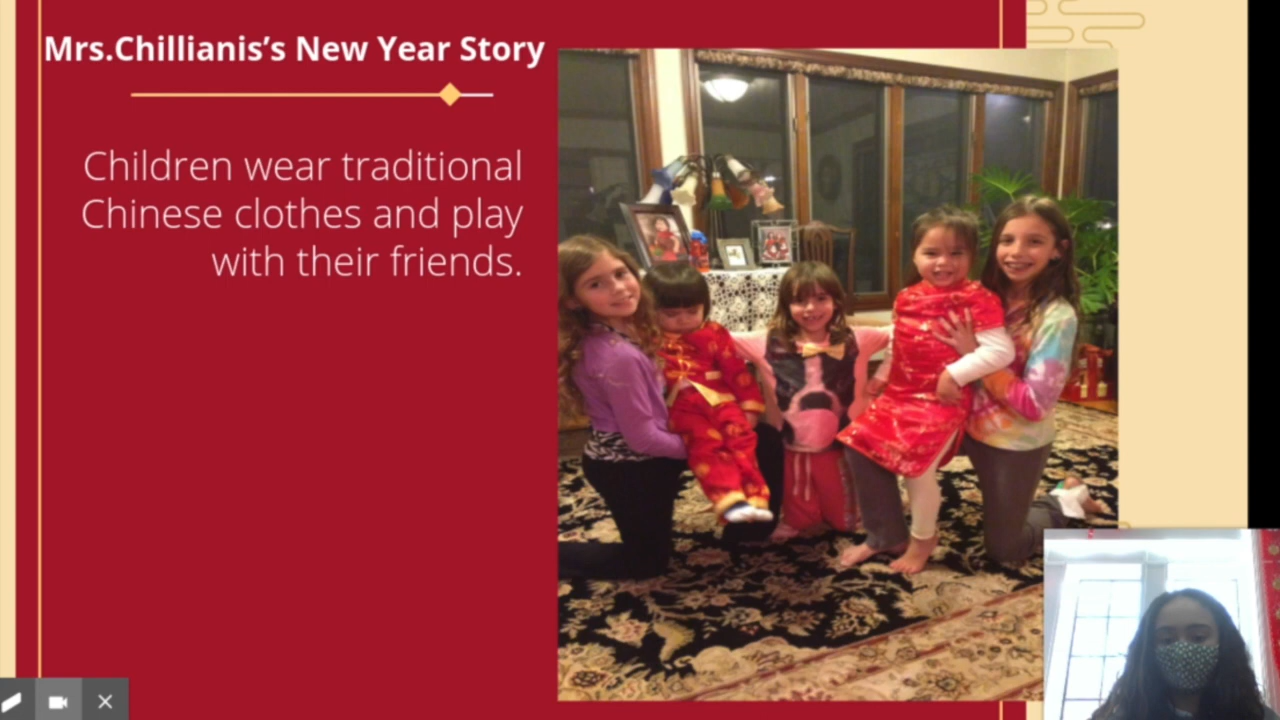 Mrs.Chillianis’s New Year Story
Children wear traditional
Chinese clothes and play
with their friends.